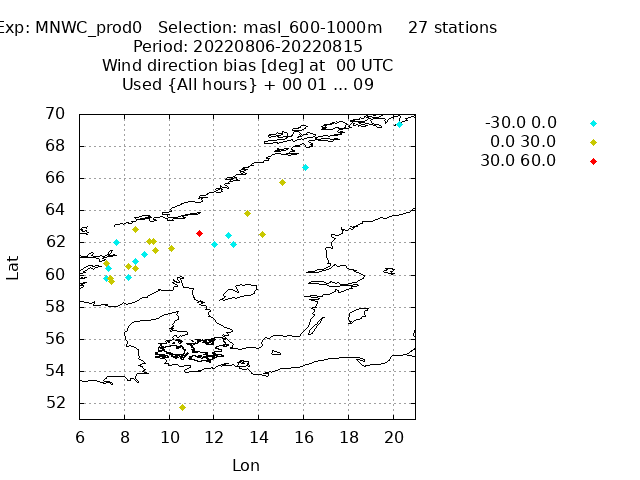 Exp: MNWC_prod0   Selection: masl_600-1000m     27 stations
Period: 20220806-20220815
Wind direction bias [deg] at  00 UTC
Used {All hours} + 00 01 ... 09
-30.0 0.0
0.0 30.0
30.0 60.0
70
68
66
64
62
60
58
56
54
52
Lat
6 8 10 12 14 16 18 20
Lon